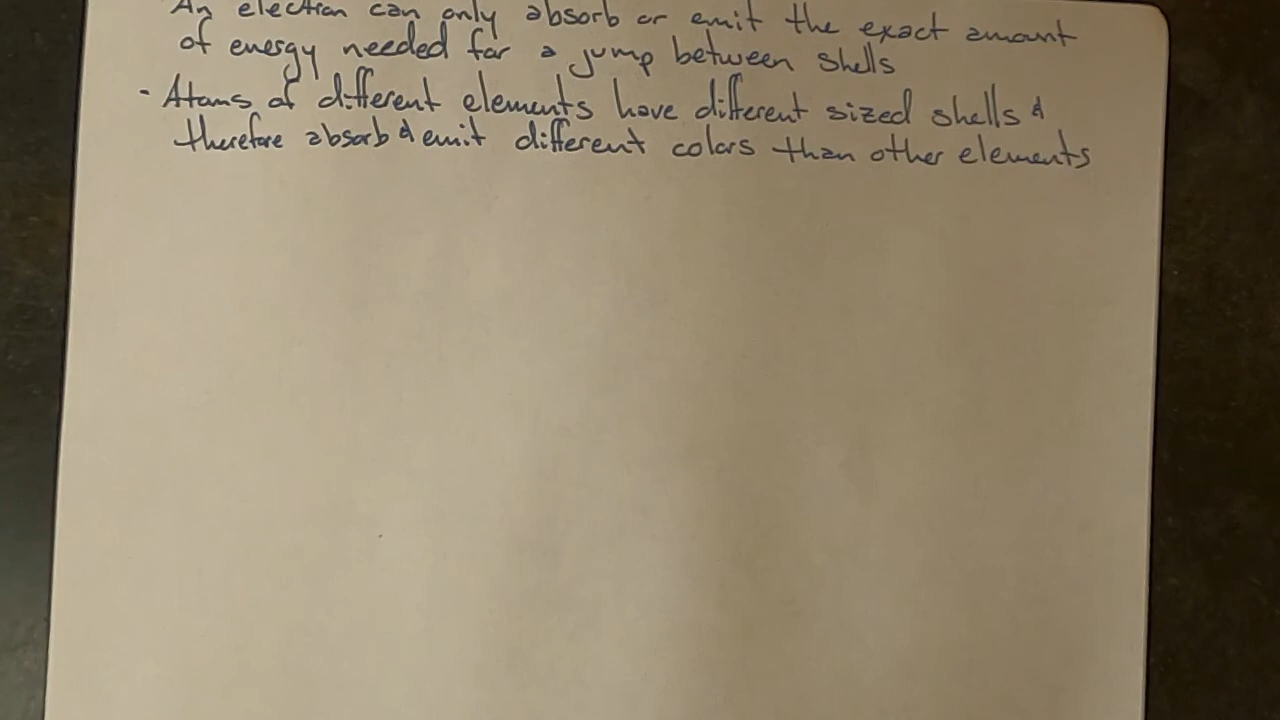 An electron can only absorb or emit the exact amount
of energy needed for a jump between shells
· Atoms of different elements have different sized shells &
therefore absorb & emit different colors than other elements